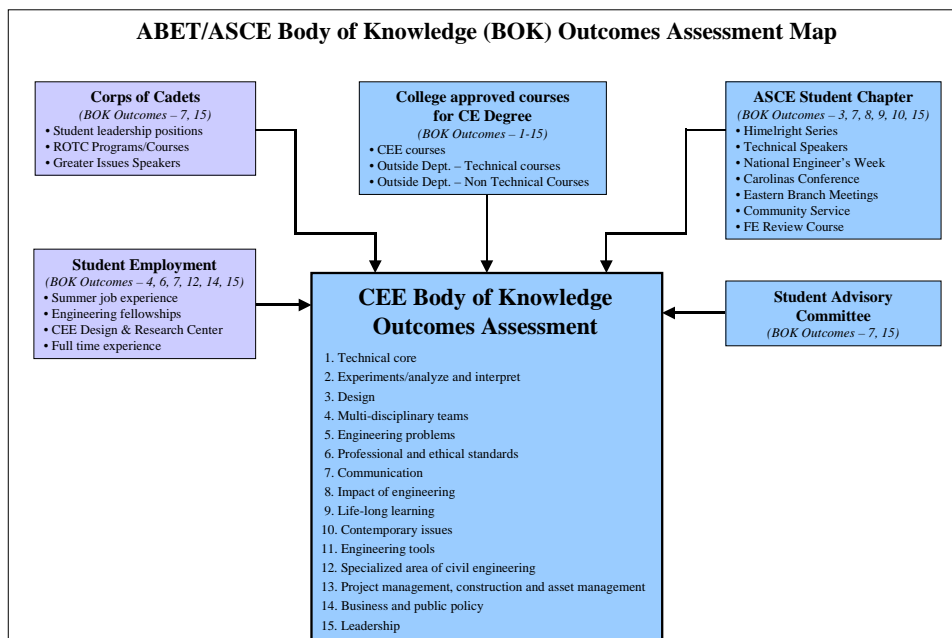 ABET/ASCE Body of Knowledge (BOK) Outcomes Assessment Map
Corps of Cadets
(BOK Outcomes – 7, 15)
• Student leadership positions
• ROTC Programs/Courses
• Greater Issues Speakers
College approved courses
for CE Degree
(BOK Outcomes - 1-15)
• CEE courses
• Outside Dept. – Technical courses
• Outside Dept. – Non Technical Courses
ASCE Student Chapter
(BOK Outcomes - 3, 7, 8, 9, 10, 15)
• Himelright Series
• Technical Speakers
• National Engineer's Week
• Carolinas Conference
• Eastern Branch Meetings
• Community Service
• FE Review Course
Student Employment
(BOK Outcomes – 4, 6, 7, 12, 14, 15)
• Summer job experience
• Engineering fellowships
• CEE Design & Research Center
• Full time experience
Student Advisory
Committee
(BOK Outcomes – 7, 15)
CEE Body of Knowledge
Outcomes Assessment
1. Technical core
2. Experiments/analyze and interpret
3. Design
4. Multi-disciplinary teams
5. Engineering problems
6. Professional and ethical standards
7. Communication
8. Impact of engineering
9. Life-long learning
10. Contemporary issues
11. Engineering tools
12. Specialized area of civil engineering
13. Project management, construction and asset management
14. Business and public policy
15. Leadership